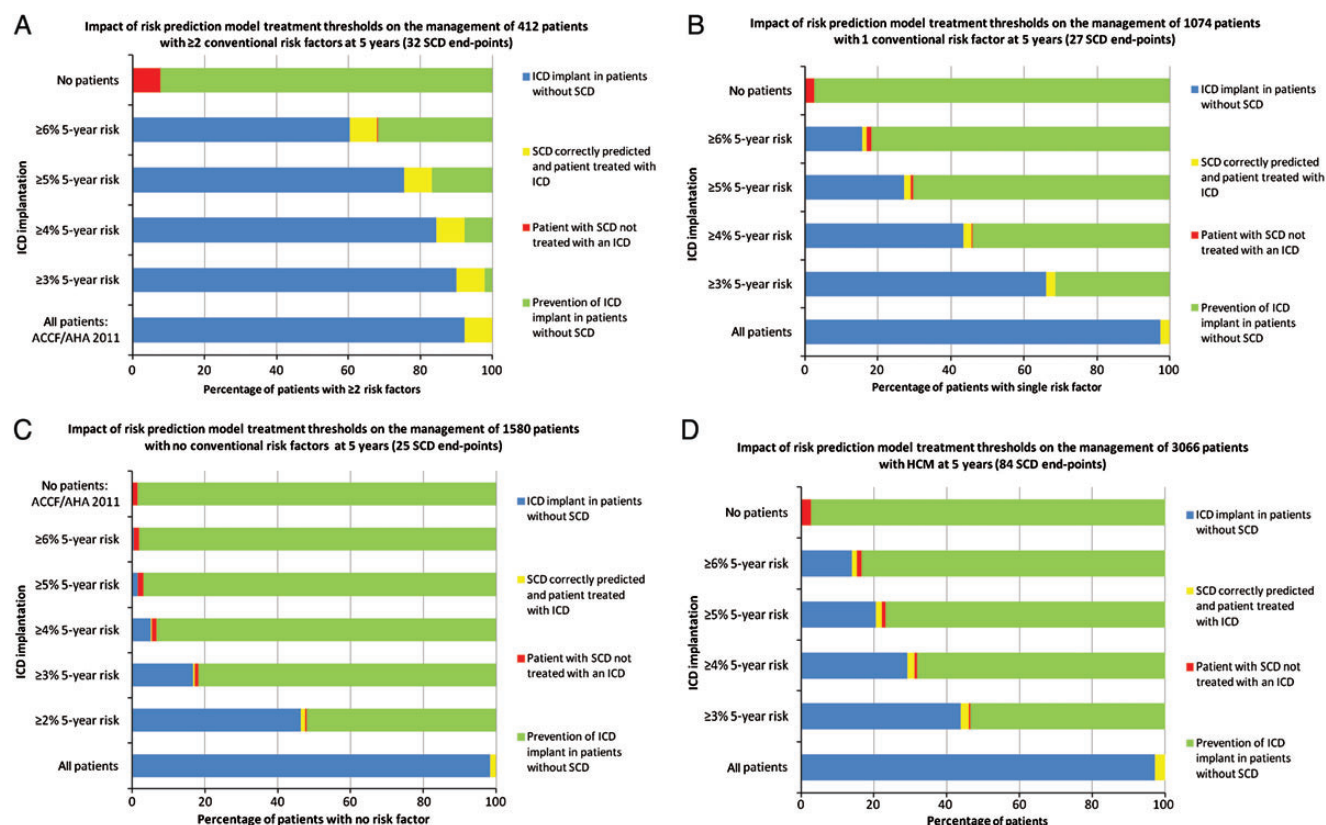 A
Impact of risk prediction model treatment thresholds on the management of 412 patients
with ≥2 conventional risk factors at 5 years (32 SCD end-points)
No patients
≥6% 5-year risk
≥5% 5-year risk
≥4% 5-year risk
≥3% 5-year risk
All patients:
ACCF/AHA 2011
ICD implantation
0 20 40 60 80 100
Percentage of patients with ≥2 risk factors
ICD implant in patients
without SCD
SCD correctly predicted
and patient treated with
ICD
Patient with SCD not
treated with an ICD
Prevention of ICD
implant in patients
without SCD
B
Impact of risk prediction model treatment thresholds on the management of 1074 patients
with 1 conventional risk factor at 5 years (27 SCD end-points)
No patients
≥6% 5-year risk
≥5% 5-year risk
≥4% 5-year risk
≥3% 5-year risk
All patients
ICD implantation
0 20 40 60 80 100
Percentage of patients with single risk factor
ICD implant in patients
without SCD
SCD correctly predicted
and patient treated with
ICD
Patient with SCD not
treated with an ICD
Prevention of ICD
implant in patients
without SCD
C
Impact of risk prediction model treatment thresholds on the management of 1580 patients
with no conventional risk factors at 5 years (25 SCD end-points)
No patients:
ACCF/AHA 2011
≥6% 5-year risk
≥5% 5-year risk
≥4% 5-year risk
≥3% 5-year risk
≥2% 5-year risk
All patients
ICD implantation
0 20 40 60 80 100
Percentage of patients with no risk factor
ICD implant in patients
without SCD
SCD correctly predicted
and patient treated with
ICD
Patient with SCD not
treated with an ICD
Prevention of ICD
implant in patients
without SCD
D
Impact of risk prediction model treatment thresholds on the management of 3066 patients
with HCM at 5 years (84 SCD end-points)
No patients
≥6% 5-year risk
≥5% 5-year risk
≥4% 5-year risk
≥3% 5-year risk
All patients
ICD implantation
0 20 40 60 80 100
Percentage of patients
ICD implant in patients
without SCD
SCD correctly predicted
and patient treated with
ICD
Patient with SCD not
treated with an ICD
Prevention of ICD
implant in patients
without SCD